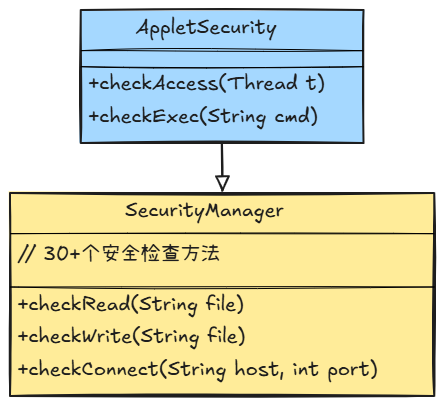 AppletSecurity
+checkAccess(Thread t)
+checkExec(String cmd)
SecurityManager
// 30+个安全检查方法
+checkRead(String file)
+checkWrite(String file)
+checkConnect(String host, int port)